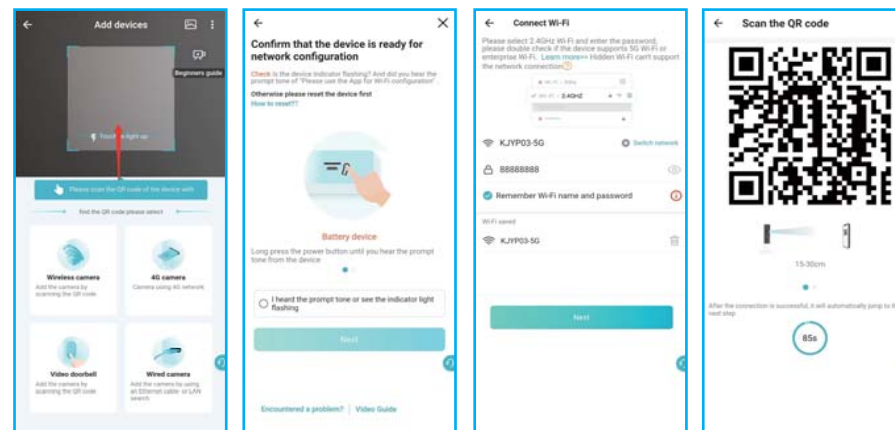 Add devices
Beginners guide
Touch light up
Please scan the QR code of the device with
find the QR code please select
Wireless camera
Add the camera by
scanning the QR code
4G camera
Camera using 4G network
Video doorbell
Add the camera by
scanning the QR code
Wired camera
Add the camera by using
an Ethernet cable or LAN
search
Confirm that the device is ready for
network configuration
Check is the device indicator flashing? And did you hear the
prompt tone of "Please use the App for Wi-Fi configuration" .
Otherwise please reset the device first
How to reset??
Battery device
Long press the power button until you hear the prompt
tone from the device
I heard the prompt tone or see the indicator light
flashing
Next
Encountered a problem? | Video Guide
Connect Wi-Fi
Please select 2.4GHz Wi-Fi and enter the password,
please double check if the device supports 5G Wi-Fi or
enterprise Wi-Fi. Learn more>> Hidden Wi-Fi can't support
the network connection
2.4GHZ
KJYP03-5G
Switch network
88888888
Remember Wi-Fi name and password
Wi-Fi saved
KJYP03-5G
Next
Scan the QR code
15-30cm
After the connection is successful, it will automatically jump to
next step
85s